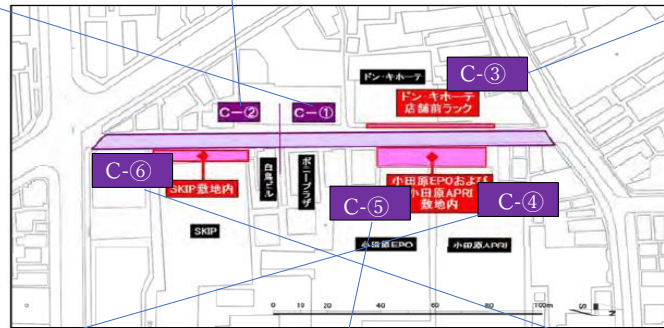 ドン・キホーテ
C-③
ドン・キホーテ
店舗前ラック
C-②
C-①
C-⑥
SKIP敷地内
白鳥ビル
ポニープラザ
小田原EPOおよび
小田原APRI
敷地内
C-⑤
C-④
SKIP
小田原EPO
小田原APRI
0 10 20 40 60 80 100m